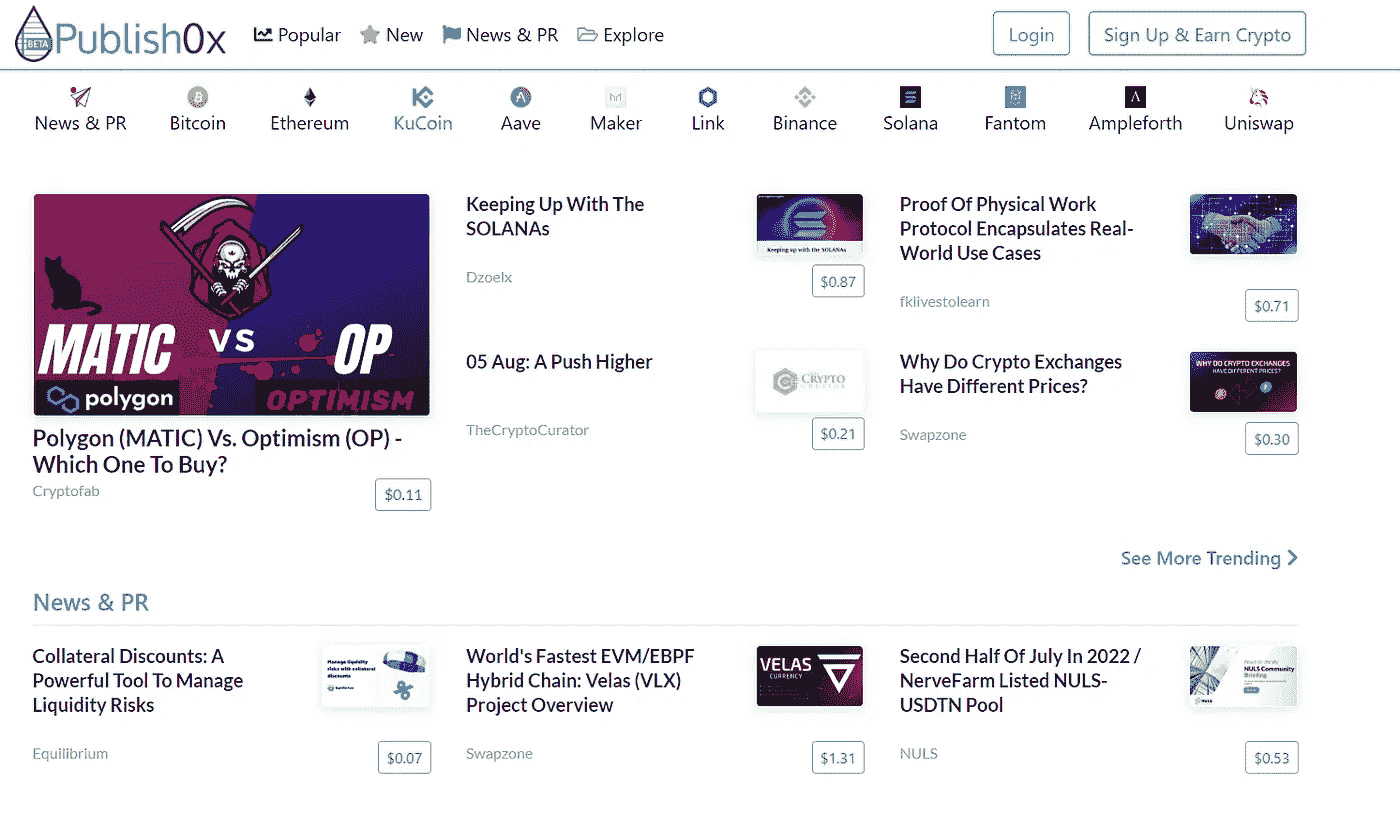 BETA
Publish0x
Popular
New
News & PR
Explore
Login
Sign Up & Earn Crypto
News & PR
Bitcoin
Ethereum
KuCoin
Aave
Maker
Link
Binance
Solana
Fantom
Ampleforth
Uniswap
MATIC VS OP
polygon
OPTIMISM
Polygon (MATIC) Vs. Optimism (OP) -
Which One To Buy?
Cryptofab
$0.11
Keeping Up With The
SOLANAs
Keeping up with the SOLANAs
Dzoelx
$0.87
Proof Of Physical Work
Protocol Encapsulates Real-
World Use Cases
fklivestolearn
$0.71
05 Aug: A Push Higher
CRYPTO
TheCryptoCurator
$0.21
Why Do Crypto Exchanges
Have Different Prices?
WHY DO CRYPTO EXCHANGES
HAVE DIFFERENT PRICES?
Swapzone
$0.30
See More Trending
News & PR
Collateral Discounts: A
Powerful Tool To Manage
Liquidity Risks
Manage liquidity
risks with collateral
discounts
Equilibrium
$0.07
World's Fastest EVM/EBPF
Hybrid Chain: Velas (VLX)
Project Overview
VELAS
CURRENCY
Swapzone
$1.31
Second Half Of July In 2022 /
NerveFarm Listed NULS-
USDTN Pool
NULS Community
Briefing
NULS
$0.53